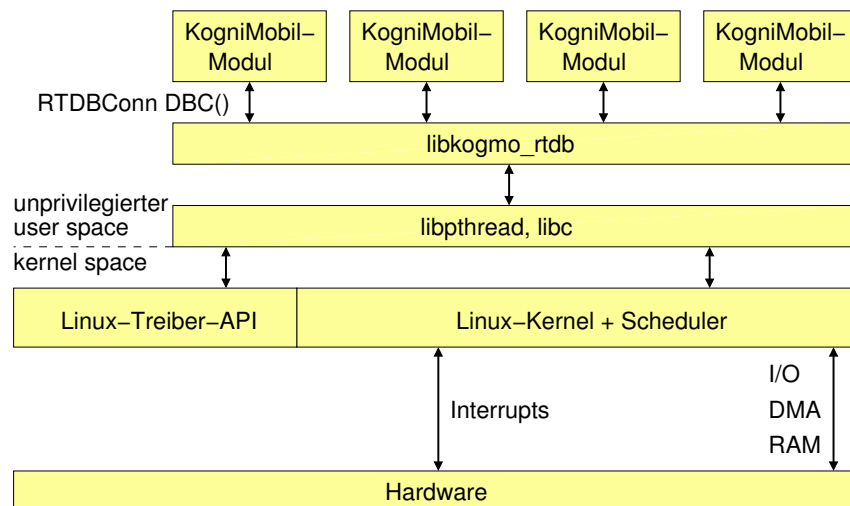 KogniMobil–
Modul
KogniMobil–
Modul
KogniMobil–
Modul
KogniMobil–
Modul
RTDBConn DBC()
libkogmo_rtdb
unprivilegierter
user space
libpthread, libc
kernel space
Linux–Treiber–API
Linux–Kernel + Scheduler
Interrupts
I/O
DMA
RAM
Hardware